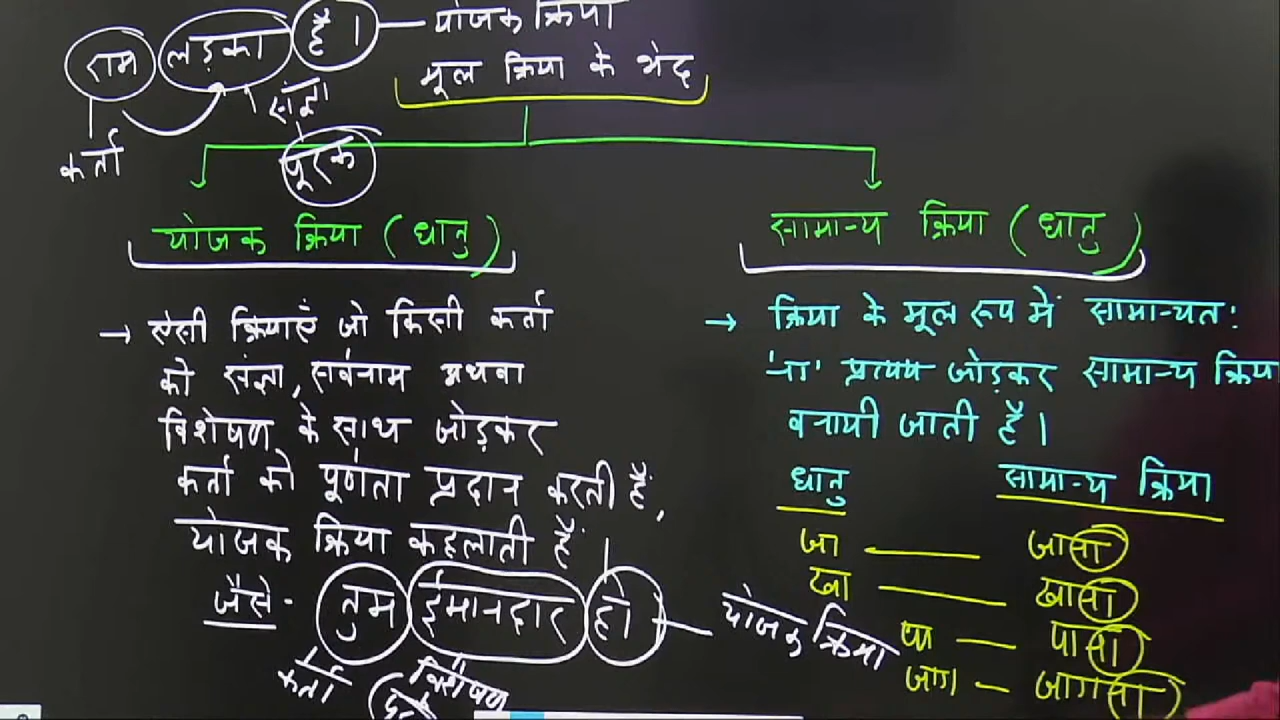 राम लड़का है। — योजक क्रिया
मूल क्रिया के भेद
संज्ञा
कर्ता
पूरक
योजक क्रिया (धातु)
→ ऐसी क्रियाएं जो किसी कर्ता
को संज्ञा, सर्वनाम अथवा
विशेषण के साथ जोड़कर
कर्ता को पूर्णता प्रदान करती हैं,
योजक क्रिया कहलाती हैं
जैसे- तुम ईमानदार हो। — योजक क्रिया
कर्ता
विशेषण
सामान्य क्रिया (धातु)
→ क्रिया के मूल रूप में सामान्यत:
'ना' प्रत्यय जोड़कर सामान्य क्रिय
बनायी जाती है।
धातु सामान्य क्रिया
जा — जाना
खा — खाना
पा — पाना
जाग — जागना